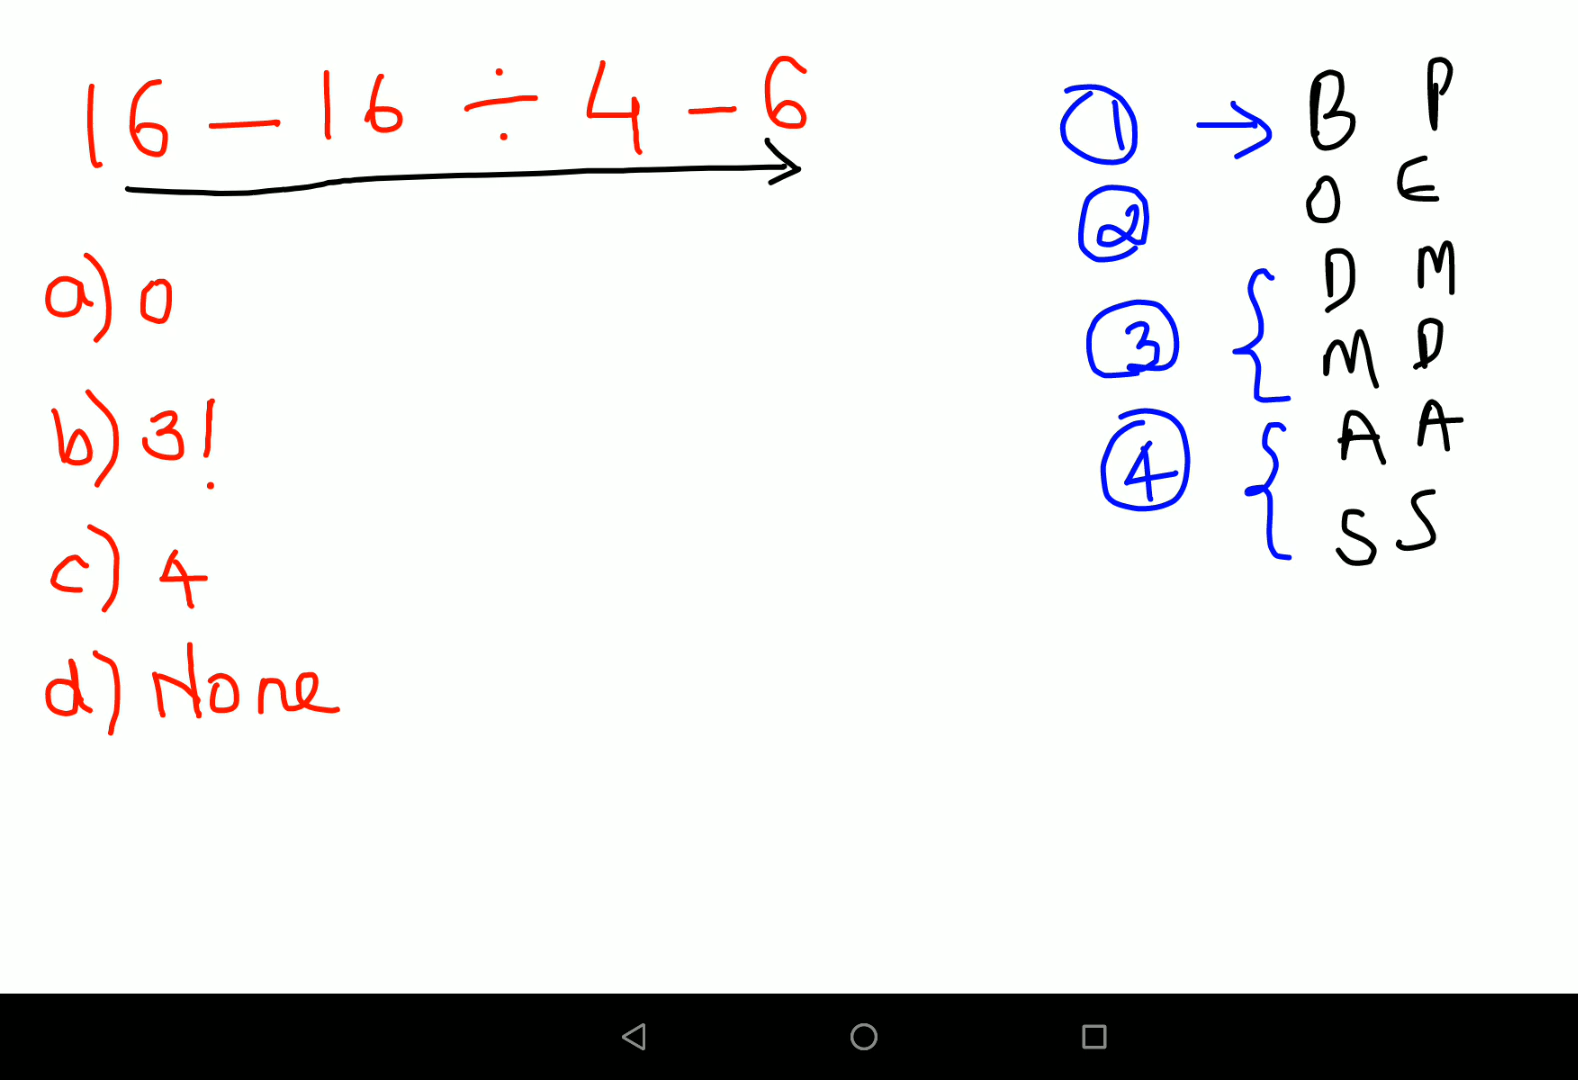 16 – 16 ÷ 4 – 6
a) 0
b) 3!
c) 4
d) None
1 → B P
2 O E
3 { D M
M D
4 { A A
S S